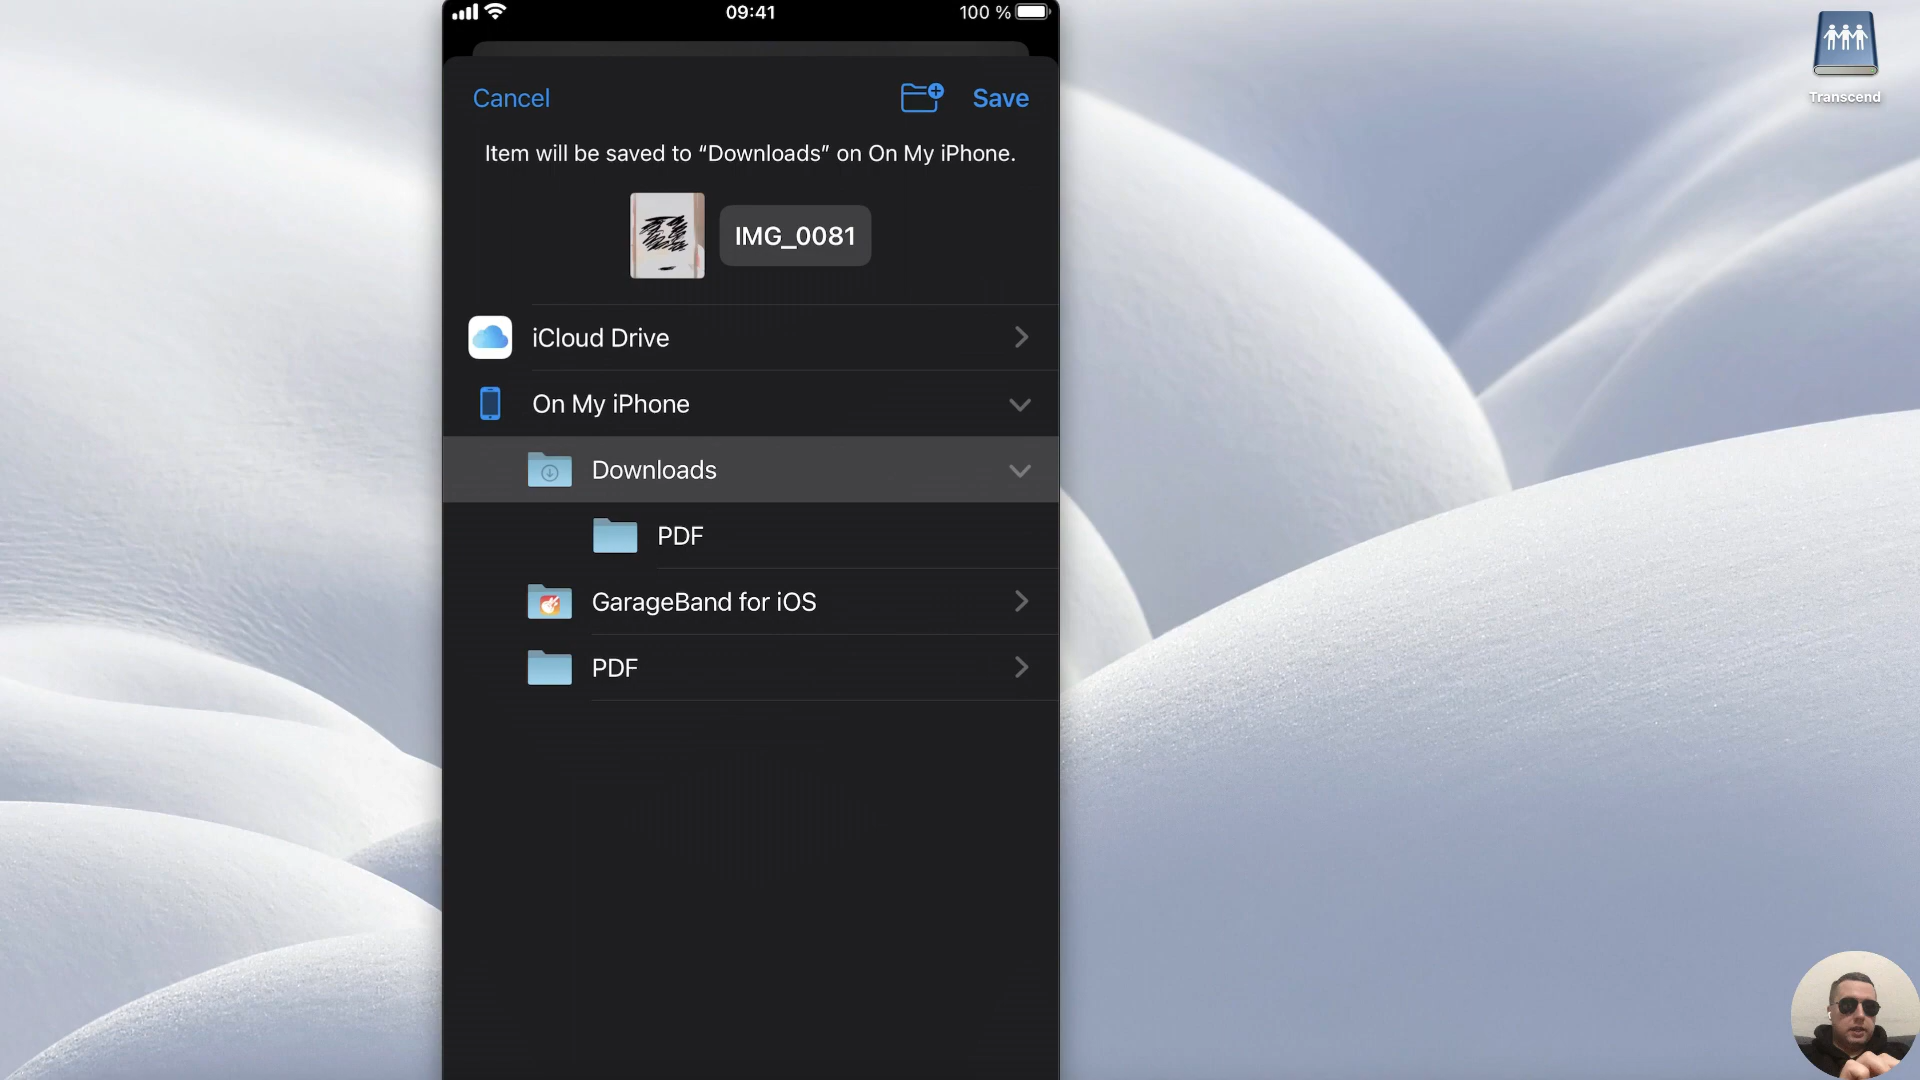 09:41
100 %
Cancel
Save
Item will be saved to “Downloads” on On My iPhone.
IMG_0081
iCloud Drive
On My iPhone
Downloads
PDF
GarageBand for iOS
PDF
Transcend